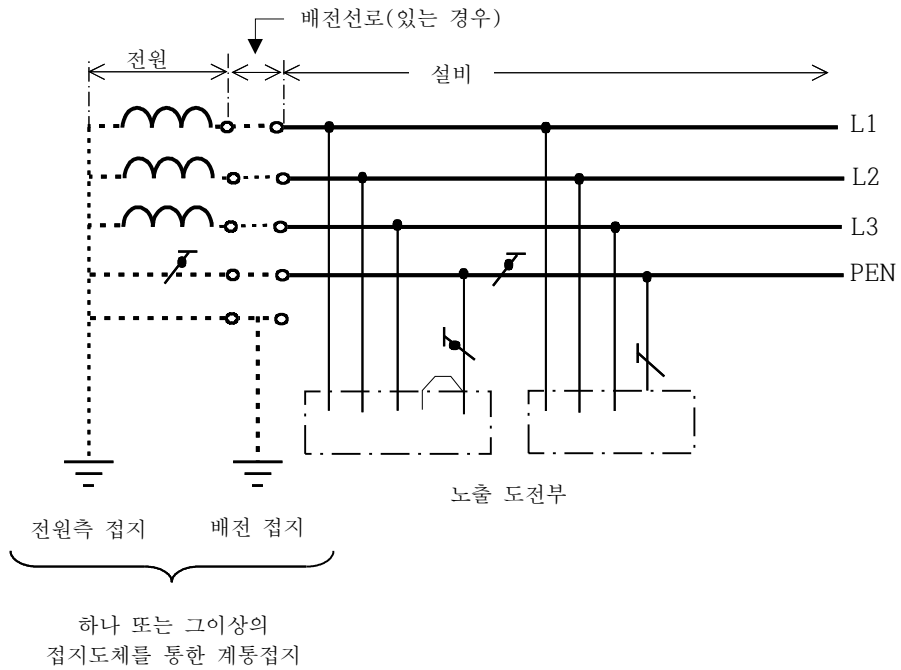 배전선로(있는 경우)
전원
설비
L1
L2
L3
PEN
노출 도전부
전원측 접지
배전 접지
하나 또는 그이상의
접지도체를 통한 계통접지